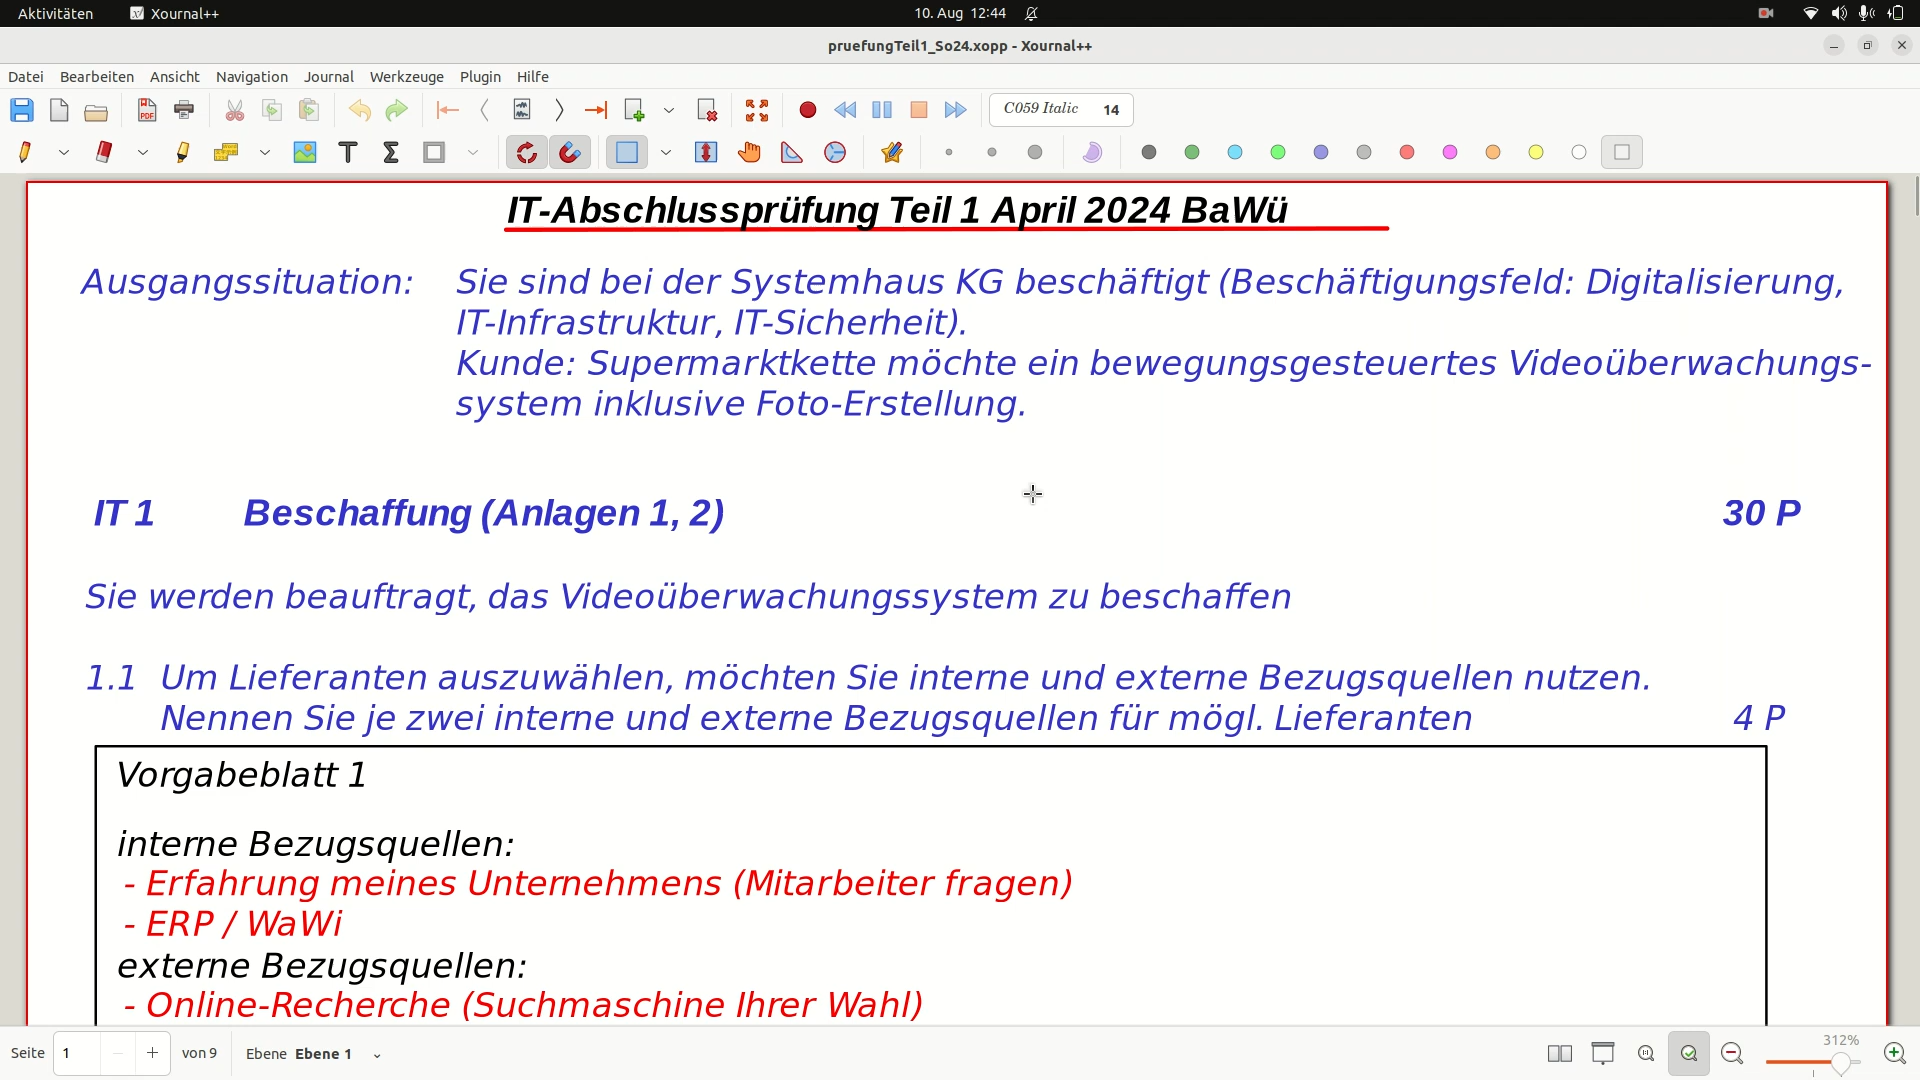 Aktivitäten Xournal++ 10. Aug 12:44
pruefungTeil1_So24.xopp - Xournal++
Datei Bearbeiten Ansicht Navigation Journal Werkzeuge Plugin Hilfe
C059 Italic 14
IT-Abschlussprüfung Teil 1 April 2024 BaWü
Ausgangssituation: Sie sind bei der Systemhaus KG beschäftigt (Beschäftigungsfeld: Digitalisierung,
IT-Infrastruktur, IT-Sicherheit).
Kunde: Supermarktkette möchte ein bewegungsgesteuertes Videoüberwachungs-
system inklusive Foto-Erstellung.
IT 1 Beschaffung (Anlagen 1, 2) 30 P
Sie werden beauftragt, das Videoüberwachungssystem zu beschaffen
1.1 Um Lieferanten auszuwählen, möchten Sie interne und externe Bezugsquellen nutzen.
Nennen Sie je zwei interne und externe Bezugsquellen für mögl. Lieferanten 4 P
Vorgabeblatt 1
interne Bezugsquellen:
- Erfahrung meines Unternehmens (Mitarbeiter fragen)
- ERP / WaWi
externe Bezugsquellen:
- Online-Recherche (Suchmaschine Ihrer Wahl)
Seite 1 von 9 Ebene Ebene 1 312%